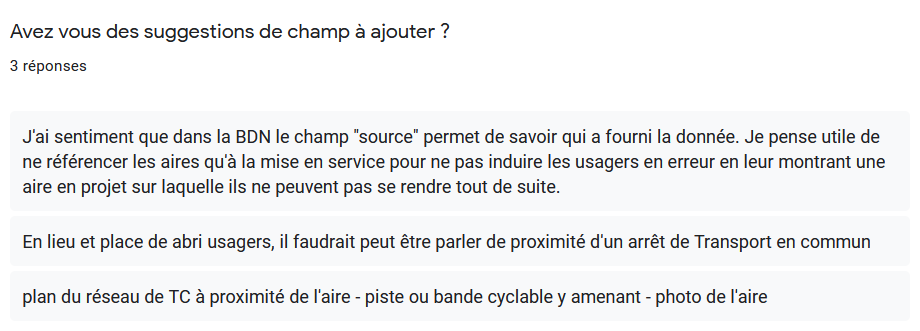 Avez vous des suggestions de champ à ajouter ?
3 réponses
J'ai sentiment que dans la BDN le champ "source" permet de savoir qui a fourni la donnée. Je pense utile de
ne référencer les aires qu'à la mise en service pour ne pas induire les usagers en erreur en leur montrant une
aire en projet sur laquelle ils ne peuvent pas se rendre tout de suite.
En lieu et place de abri usagers, il faudrait peut être parler de proximité d'un arrêt de Transport en commun
plan du réseau de TC à proximité de l'aire - piste ou bande cyclable y amenant - photo de l'aire